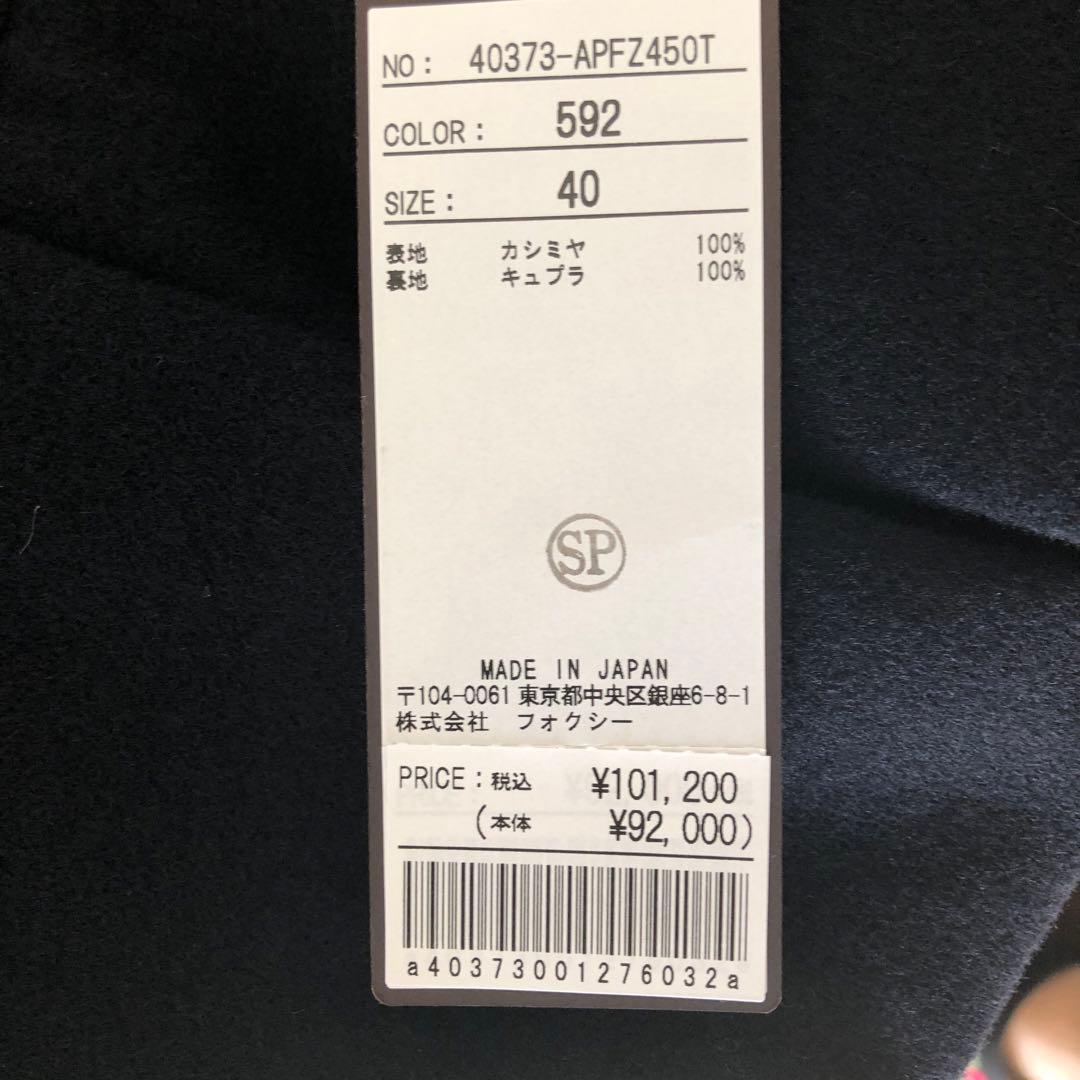 NO: 40373-APFZ450T
COLOR: 592
SIZE: 40
表地 カシミヤ 100%
裏地 キュプラ 100%
SP
MADE IN JAPAN
〒104-0061 東京都中央区銀座6-8-1
株式会社 フォクシー
PRICE:税込 ¥101,200
(本体 ¥92,000)
a40373001276032a